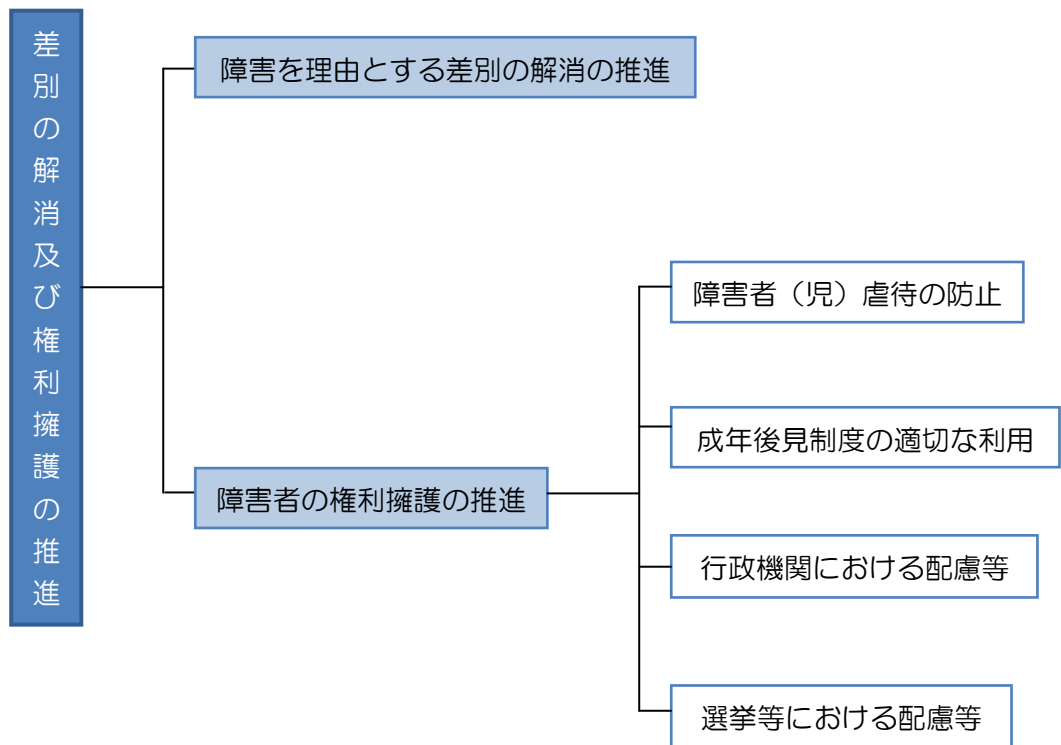 差別の解消及び権利擁護の推進
障害を理由とする差別の解消の推進
障害者の権利擁護の推進
障害者（児）虐待の防止
成年後見制度の適切な利用
行政機関における配慮等
選挙等における配慮等